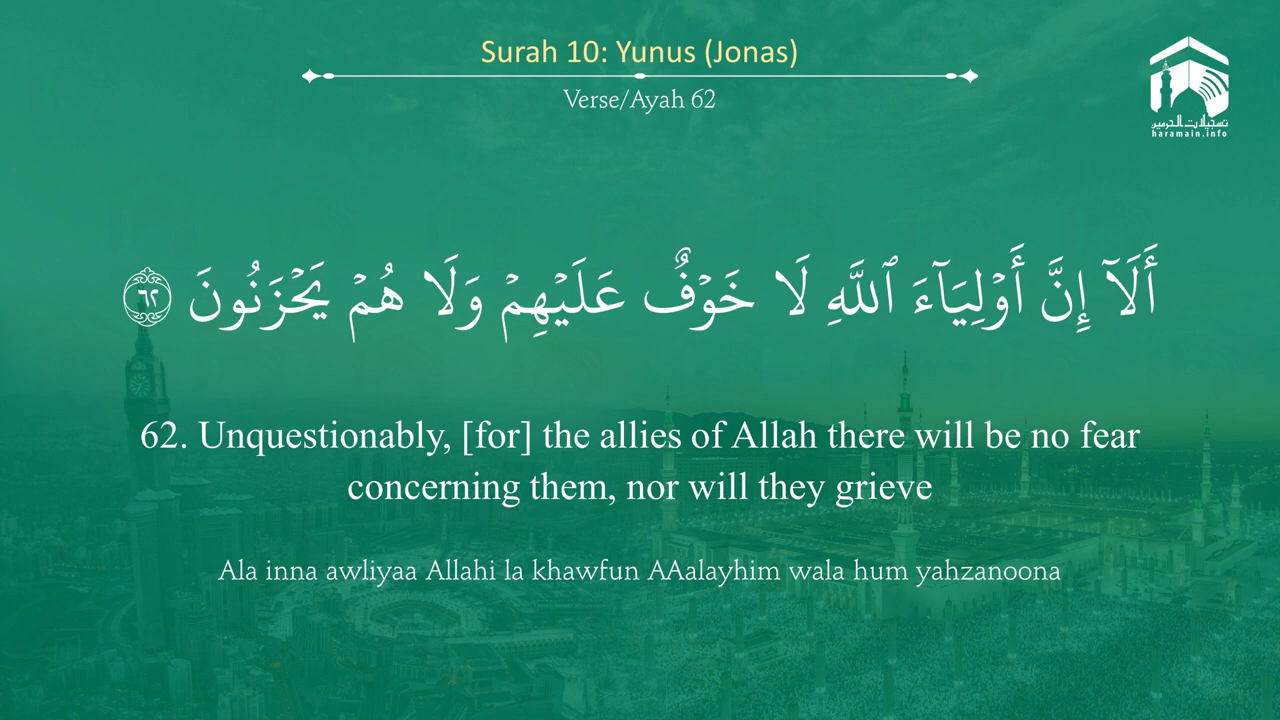 Surah 10: Yunus (Jonas)
Verse/Ayah 62
تسجيلات الحرمين
haramain.info
أَلَآ إِنَّ أَوْلِيَآءَ ٱللَّهِ لَا خَوْفٌ عَلَيْهِمْ وَلَا هُمْ يَحْزَنُونَ ٦٢
62. Unquestionably, [for] the allies of Allah there will be no fear
concerning them, nor will they grieve
Ala inna awliyaa Allahi la khawfun AAalayhim wala hum yahzanoona